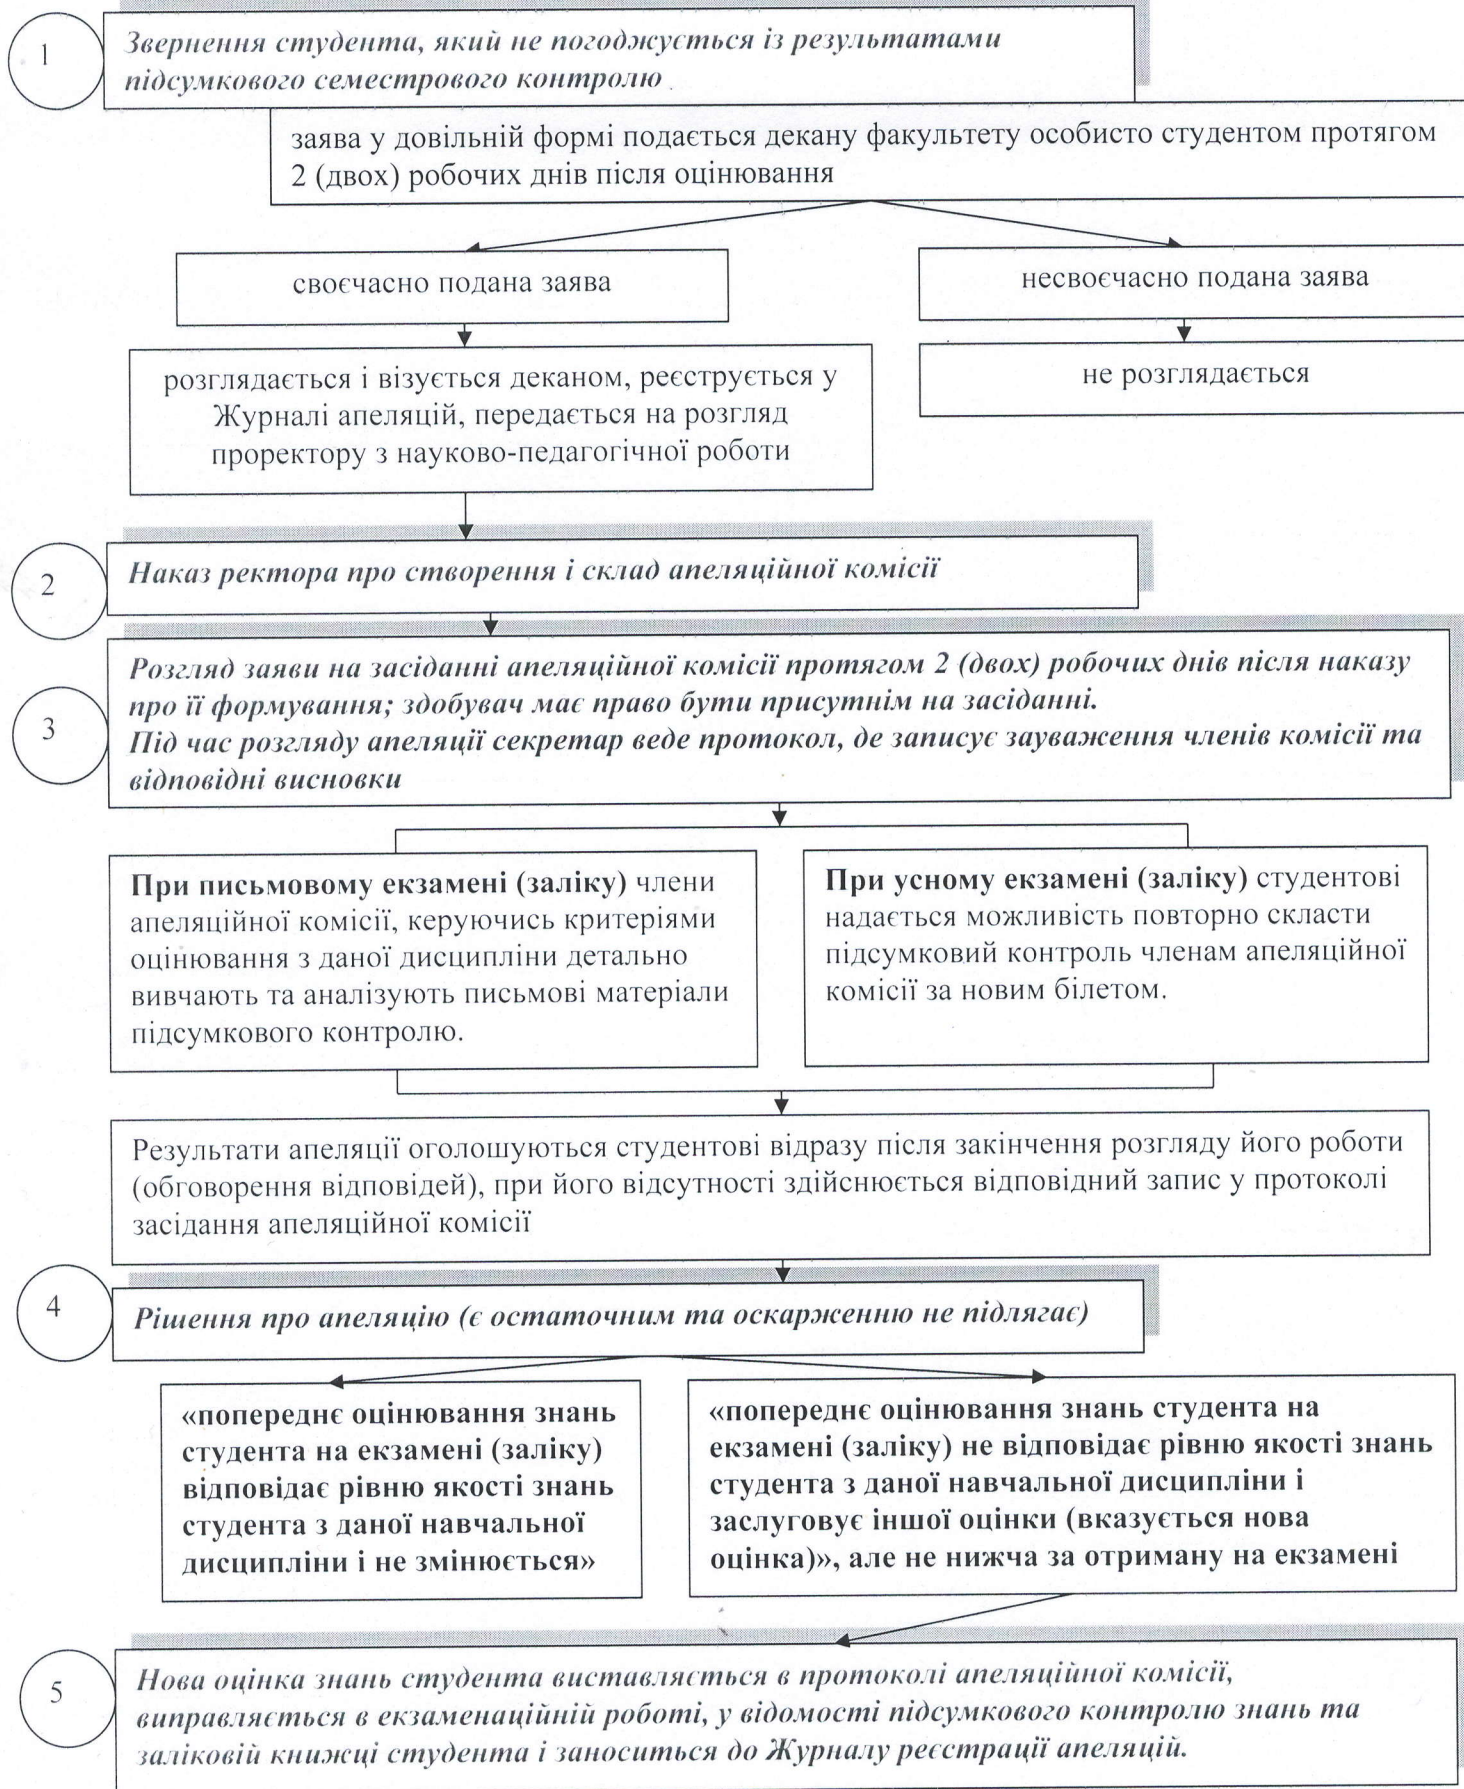 1
Звернення студента, який не погоджується із результатами
підсумкового семестрового контролю.
заява у довільній формі подається декану факультету особисто студентом протягом
2 (двох) робочих днів після оцінювання
своєчасно подана заява
несвоєчасно подана заява
розглядається і візується деканом, реєструється у
Журналі апеляцій, передається на розгляд
проректору з науково-педагогічної роботи
не розглядається
2
Наказ ректора про створення і склад апеляційної комісії
3
Розгляд заяви на засіданні апеляційної комісії протягом 2 (двох) робочих днів після наказу
про її формування; здобувач має право бути присутнім на засіданні.
Під час розгляду апеляції секретар веде протокол, де записує зауваження членів комісії та
відповідні висновки
При письмовому екзамені (заліку) члени
апеляційної комісії, керуючись критеріями
оцінювання з даної дисципліни детально
вивчають та аналізують письмові матеріали
підсумкового контролю.
При усному екзамені (заліку) студентові
надається можливість повторно скласти
підсумковий контроль членам апеляційної
комісії за новим білетом.
Результати апеляції оголошуються студентові відразу після закінчення розгляду його роботи
(обговорення відповідей), при його відсутності здійснюється відповідний запис у протоколі
засідання апеляційної комісії
4
Рішення про апеляцію (є остаточним та оскарженню не підлягає)
«попереднє оцінювання знань
студента на екзамені (заліку)
відповідає рівню якості знань
студента з даної навчальної
дисципліни і не змінюється»
«попереднє оцінювання знань студента на
екзамені (заліку) не відповідає рівню якості знань
студента з даної навчальної дисципліни і
заслуговує іншої оцінки (вказується нова
оцінка)», але не нижча за отриману на екзамені
5
Нова оцінка знань студента виставляється в протоколі апеляційної комісії,
виправляється в екзаменаційній роботі, у відомості підсумкового контролю знань та
заліковій книжці студента і заноситься до Журналу реєстрації апеляцій.